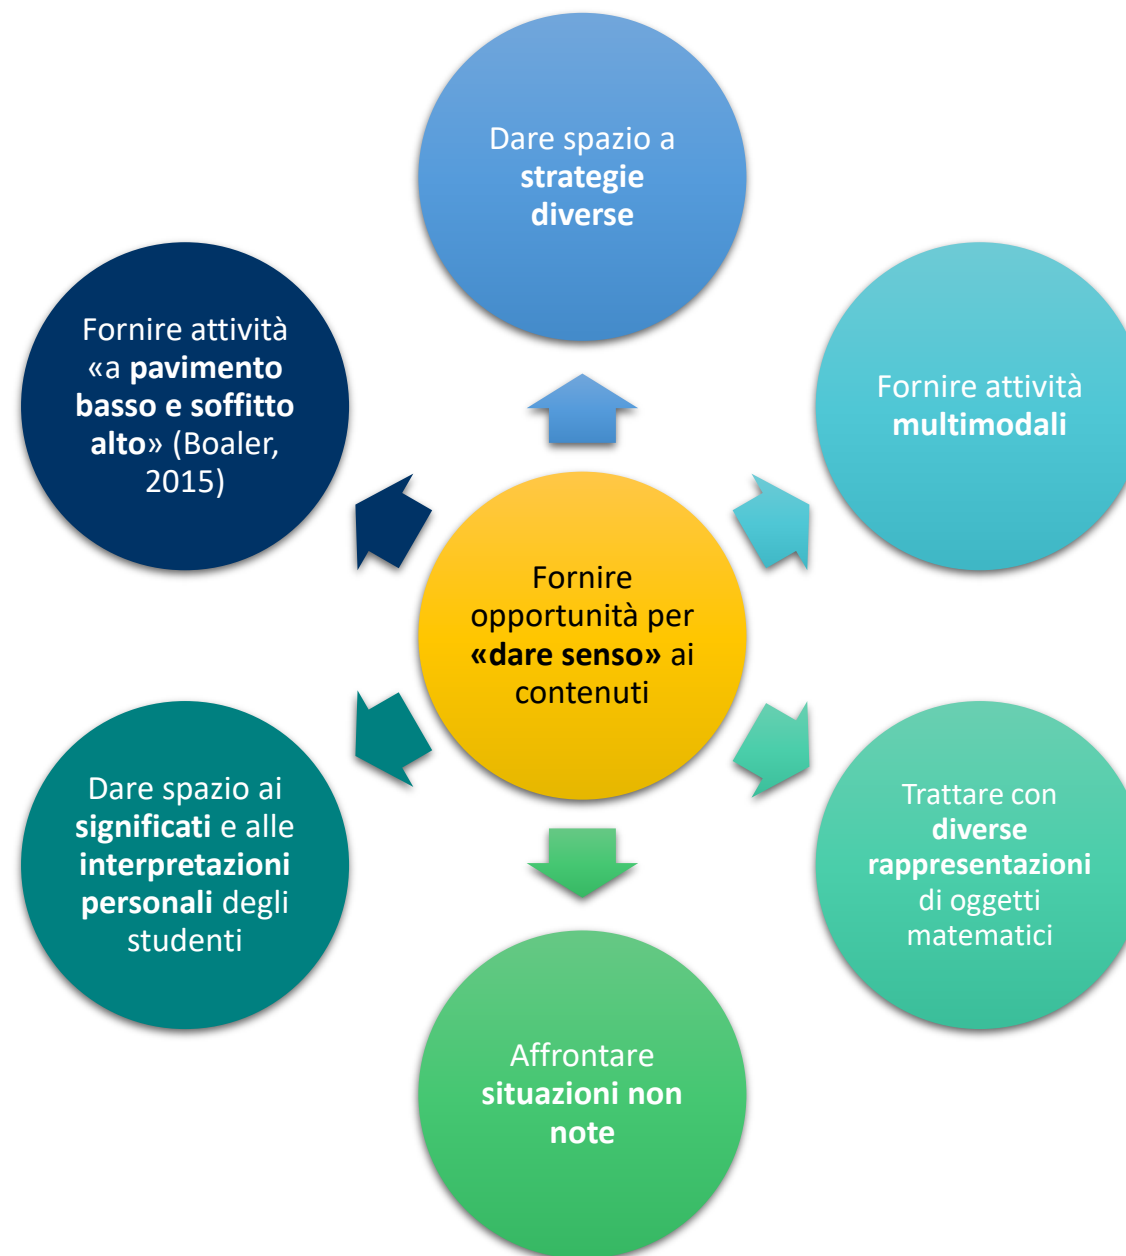 Dare spazio a
strategie
diverse
Fornire attività
«a pavimento
basso e soffitto
alto» (Boaler,
2015)
Fornire attività
multimodali
Fornire
opportunità per
«dare senso» ai
contenuti
Dare spazio ai
significati e alle
interpretazioni
personali degli
studenti
Trattare con
diverse
rappresentazioni
di oggetti
matematici
Affrontare
situazioni non
note